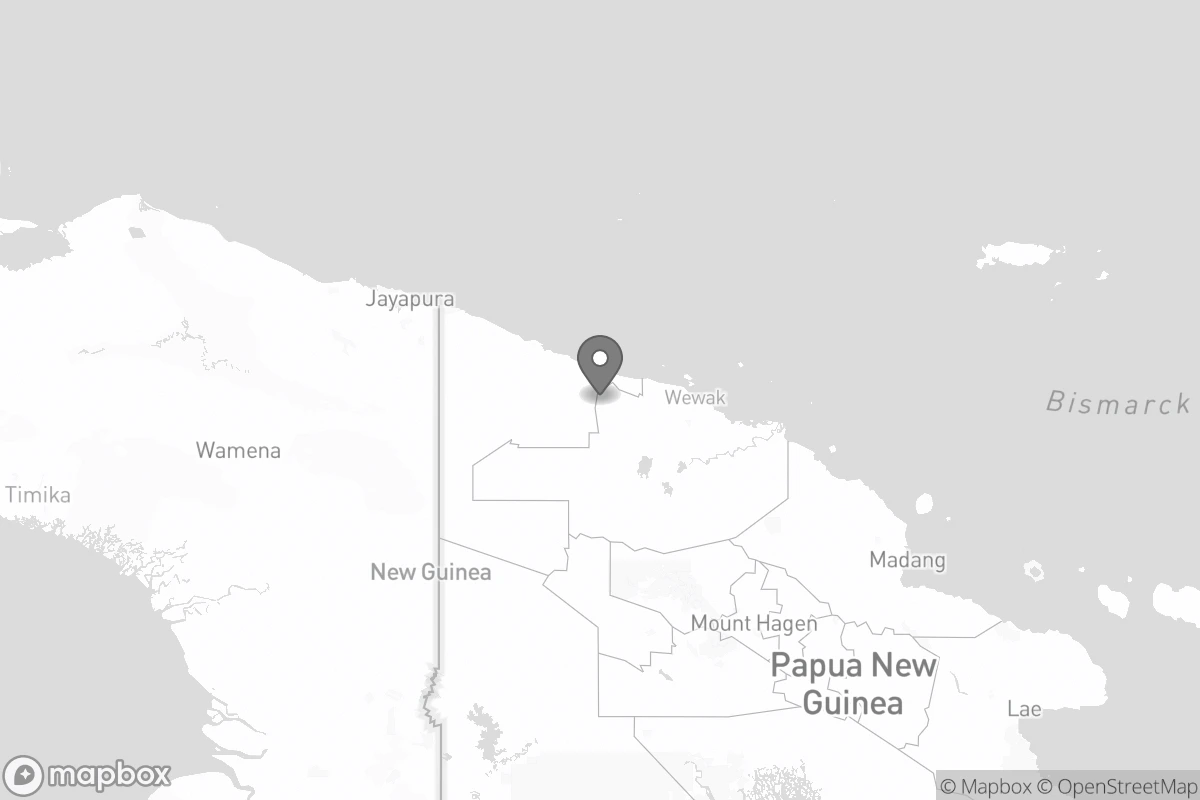 Jayapura
Wewak
Bismarck
Wamena
Timika
Madang
New Guinea
Mount Hagen
Papua New
Guinea
Lae
mapbox
© Mapbox © OpenStreetMap